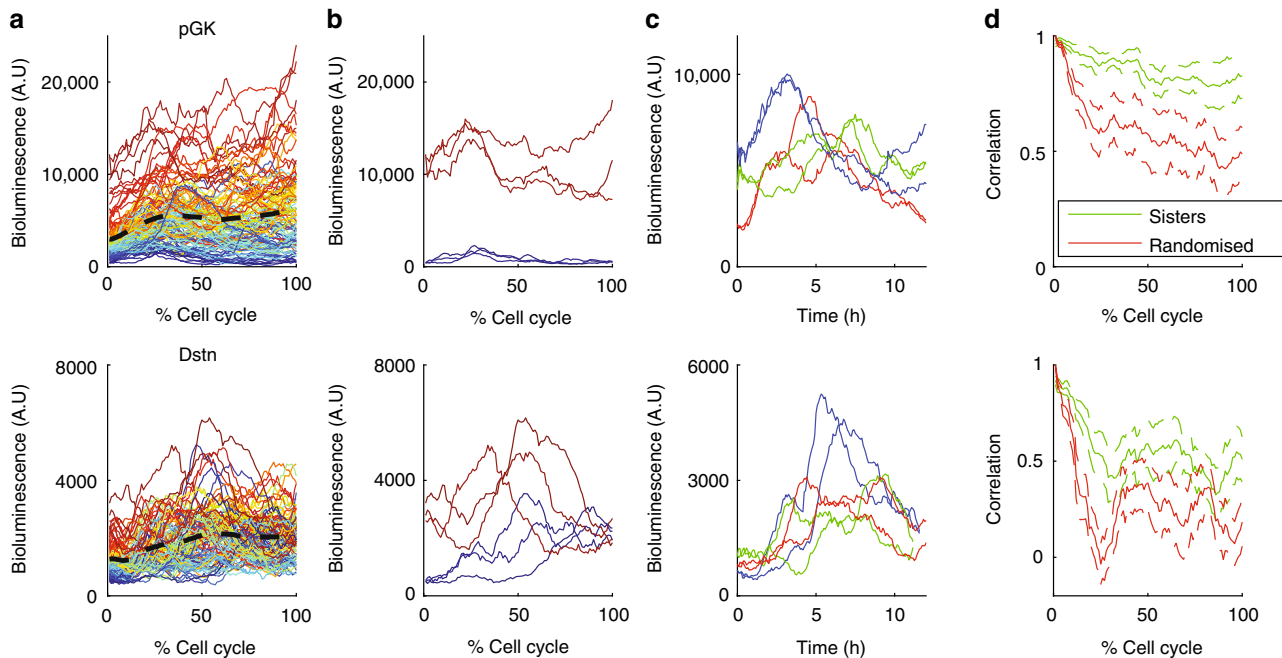 a
pGK
Bioluminescence (A.U)
20,000
10,000
0
0
50
100
% Cell cycle
b
Bioluminescence (A.U)
20,000
10,000
0
0
50
100
% Cell cycle
c
Bioluminescence (A.U)
10,000
0
0
5
10
Time (h)
d
Correlation
1
0.5
0
Sisters
Randomised
0
50
100
% Cell cycle
Dstn
Bioluminescence (A.U)
8000
4000
0
0
50
100
% Cell cycle
Bioluminescence (A.U)
8000
4000
0
0
50
100
% Cell cycle
Bioluminescence (A.U)
6000
3000
0
0
5
10
Time (h)
Correlation
1
0.5
0
0
50
100
% Cell cycle